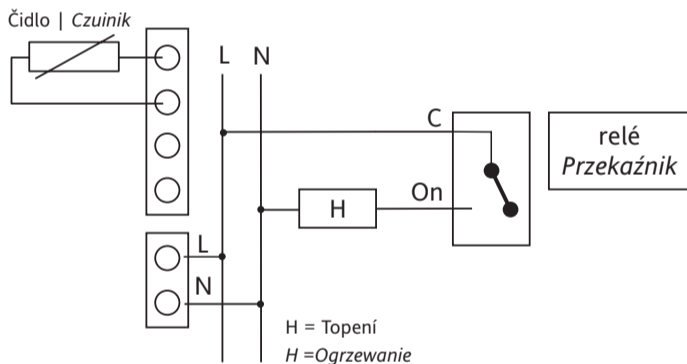 Čidlo | Czuinik
L N
C
relé
Przekaźnik
H
On
L
N
H = Topení
H =Ogrzewanie